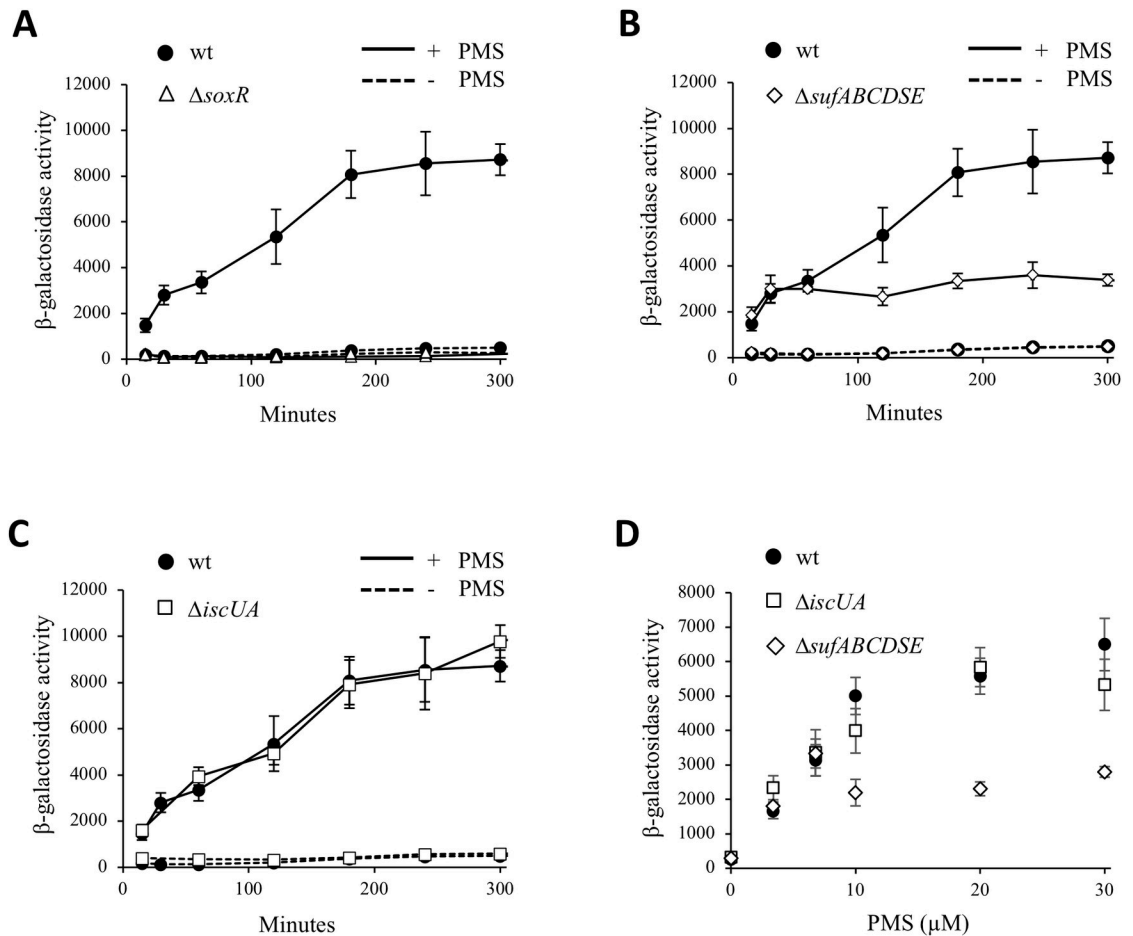 A
wt
ΔsoxR
+ PMS
- PMS
12000
10000
8000
6000
4000
2000
0
0 100 200 300
β-galactosidase activity
Minutes
B
wt
ΔsufABCDSE
+ PMS
- PMS
12000
10000
8000
6000
4000
2000
0
0 100 200 300
β-galactosidase activity
Minutes
C
wt
ΔiscUA
+ PMS
- PMS
12000
10000
8000
6000
4000
2000
0
0 100 200 300
β-galactosidase activity
Minutes
D
wt
ΔiscUA
ΔsufABCDSE
8000
7000
6000
5000
4000
3000
2000
1000
0
0 10 20 30
β-galactosidase activity
PMS (µM)